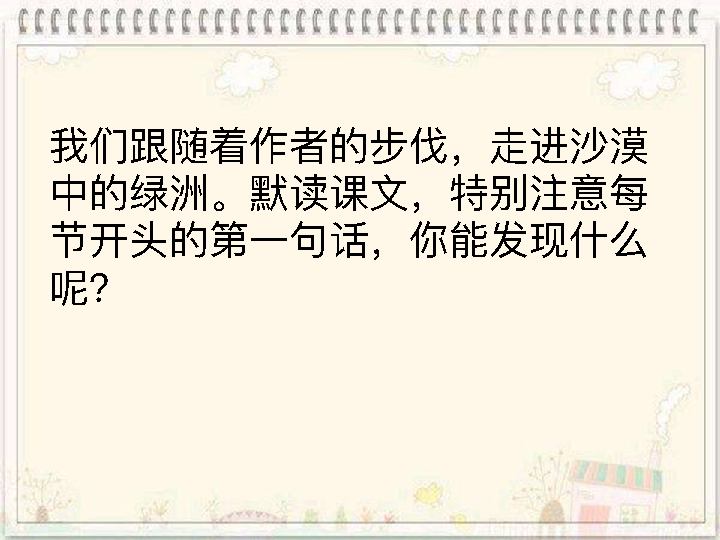 我们跟随着作者的步伐，走进沙漠
中的绿洲。默读课文，特别注意每
节开头的第一句话，你能发现什么
呢?